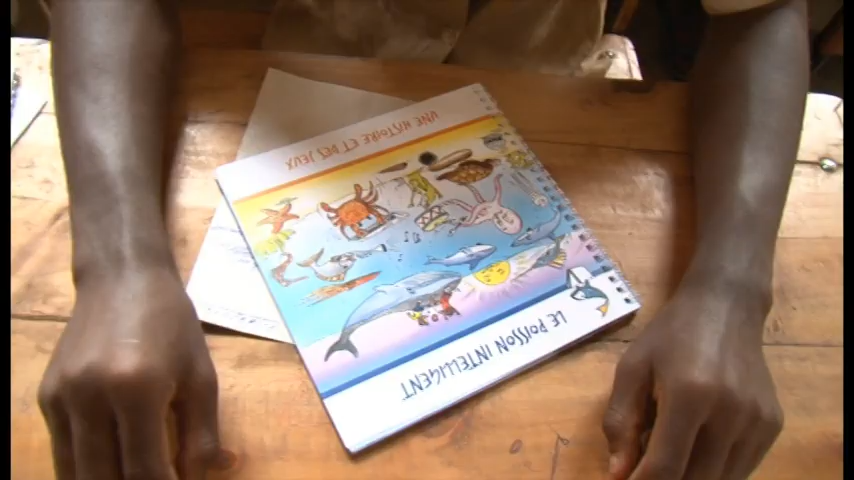 LE POISSON INTELLIGENT
UNE HISTOIRE ET DES JEUX